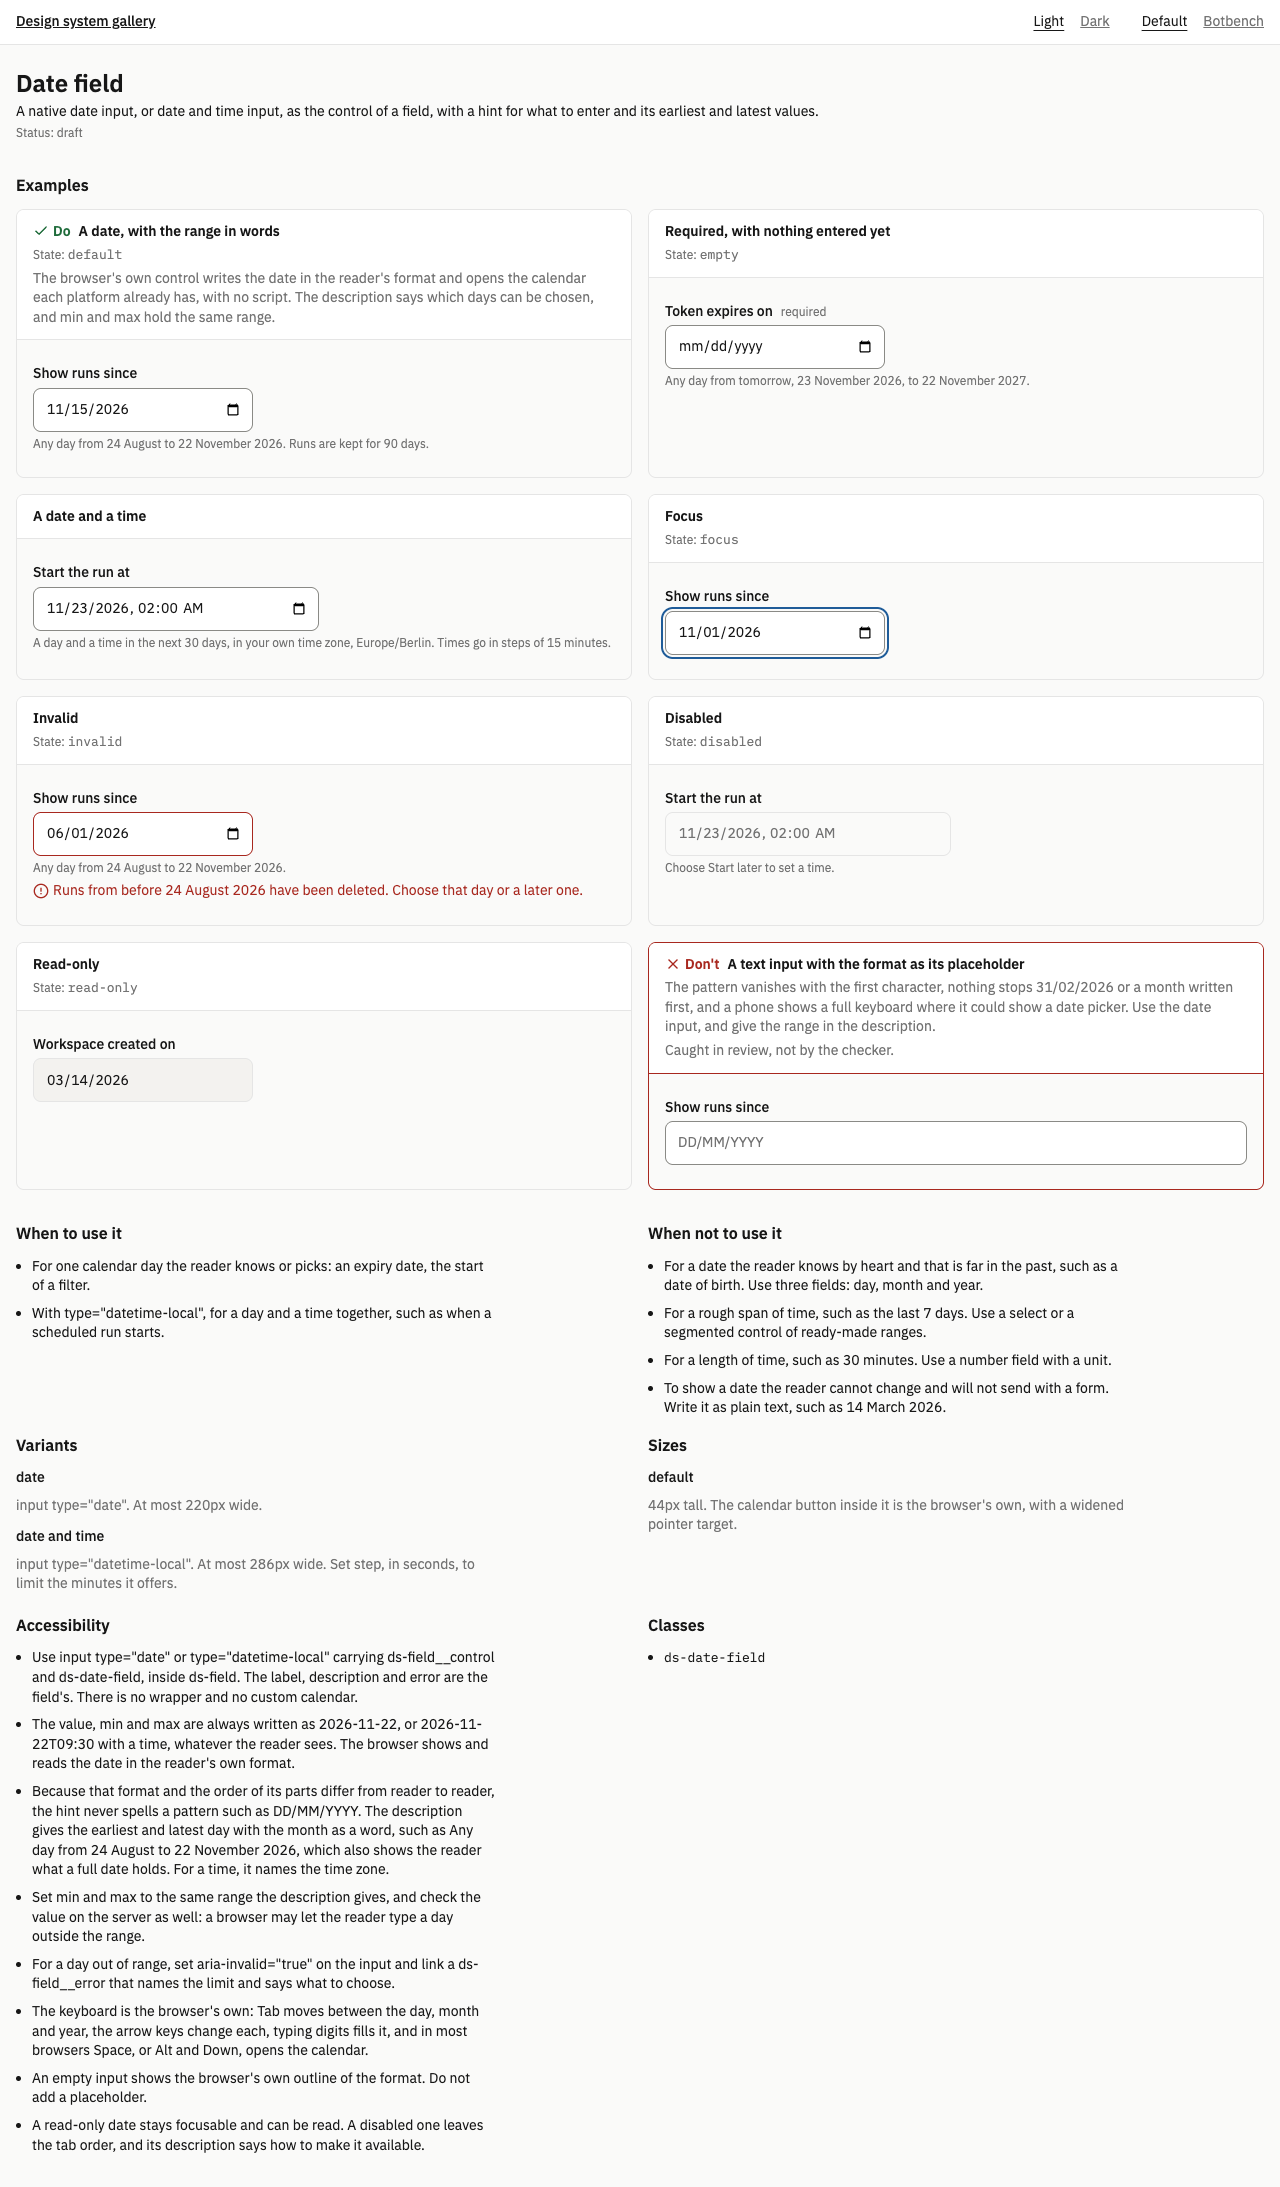 Design system gallery
Light Dark Default Botbench
Date field
A native date input, or date and time input, as the control of a field, with a hint for what to enter and its earliest and latest values.
Status: draft
Examples
Do A date, with the range in words
State: default
The browser's own control writes the date in the reader's format and opens the calendar
each platform already has, with no script. The description says which days can be chosen,
and min and max hold the same range.
Show runs since
11/15/2026
Any day from 24 August to 22 November 2026. Runs are kept for 90 days.
Required, with nothing entered yet
State: empty
Token expires on required
mm/dd/yyyy
Any day from tomorrow, 23 November 2026, to 22 November 2027.
A date and a time
Start the run at
11/23/2026, 02:00 AM
A day and a time in the next 30 days, in your own time zone, Europe/Berlin. Times go in steps of 15 minutes.
Focus
State: focus
Show runs since
11/01/2026
Invalid
State: invalid
Show runs since
06/01/2026
Any day from 24 August to 22 November 2026.
Runs from before 24 August 2026 have been deleted. Choose that day or a later one.
Disabled
State: disabled
Start the run at
11/23/2026, 02:00 AM
Choose Start later to set a time.
Read-only
State: read-only
Workspace created on
03/14/2026
Don't A text input with the format as its placeholder
The pattern vanishes with the first character, nothing stops 31/02/2026 or a month written
first, and a phone shows a full keyboard where it could show a date picker. Use the date
input, and give the range in the description.
Caught in review, not by the checker.
Show runs since
DD/MM/YYYY
When to use it
For one calendar day the reader knows or picks: an expiry date, the start
of a filter.
With type="datetime-local", for a day and a time together, such as when a
scheduled run starts.
When not to use it
For a date the reader knows by heart and that is far in the past, such as a
date of birth. Use three fields: day, month and year.
For a rough span of time, such as the last 7 days. Use a select or a
segmented control of ready-made ranges.
For a length of time, such as 30 minutes. Use a number field with a unit.
To show a date the reader cannot change and will not send with a form.
Write it as plain text, such as 14 March 2026.
Variants
date
input type="date". At most 220px wide.
date and time
input type="datetime-local". At most 286px wide. Set step, in seconds, to
limit the minutes it offers.
Sizes
default
44px tall. The calendar button inside it is the browser's own, with a widened
pointer target.
Accessibility
Use input type="date" or type="datetime-local" carrying ds-field__control
and ds-date-field, inside ds-field. The label, description and error are the
field's. There is no wrapper and no custom calendar.
The value, min and max are always written as 2026-11-22, or 2026-11-
22T09:30 with a time, whatever the reader sees. The browser shows and
reads the date in the reader's own format.
Because that format and the order of its parts differ from reader to reader,
the hint never spells a pattern such as DD/MM/YYYY. The description
gives the earliest and latest day with the month as a word, such as Any
day from 24 August to 22 November 2026, which also shows the reader
what a full date holds. For a time, it names the time zone.
Set min and max to the same range the description gives, and check the
value on the server as well: a browser may let the reader type a day
outside the range.
For a day out of range, set aria-invalid="true" on the input and link a ds-
field__error that names the limit and says what to choose.
The keyboard is the browser's own: Tab moves between the day, month
and year, the arrow keys change each, typing digits fills it, and in most
browsers Space, or Alt and Down, opens the calendar.
An empty input shows the browser's own outline of the format. Do not
add a placeholder.
A read-only date stays focusable and can be read. A disabled one leaves
the tab order, and its description says how to make it available.
Classes
ds-date-field